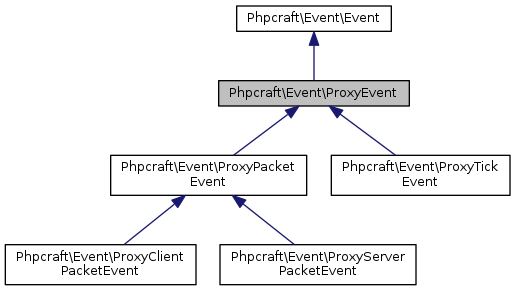 Phpcraft\Event\Event
Phpcraft\Event\ProxyEvent
Phpcraft\Event\ProxyPacket
Event
Phpcraft\Event\ProxyTick
Event
Phpcraft\Event\ProxyClient
PacketEvent
Phpcraft\Event\ProxyServer
PacketEvent